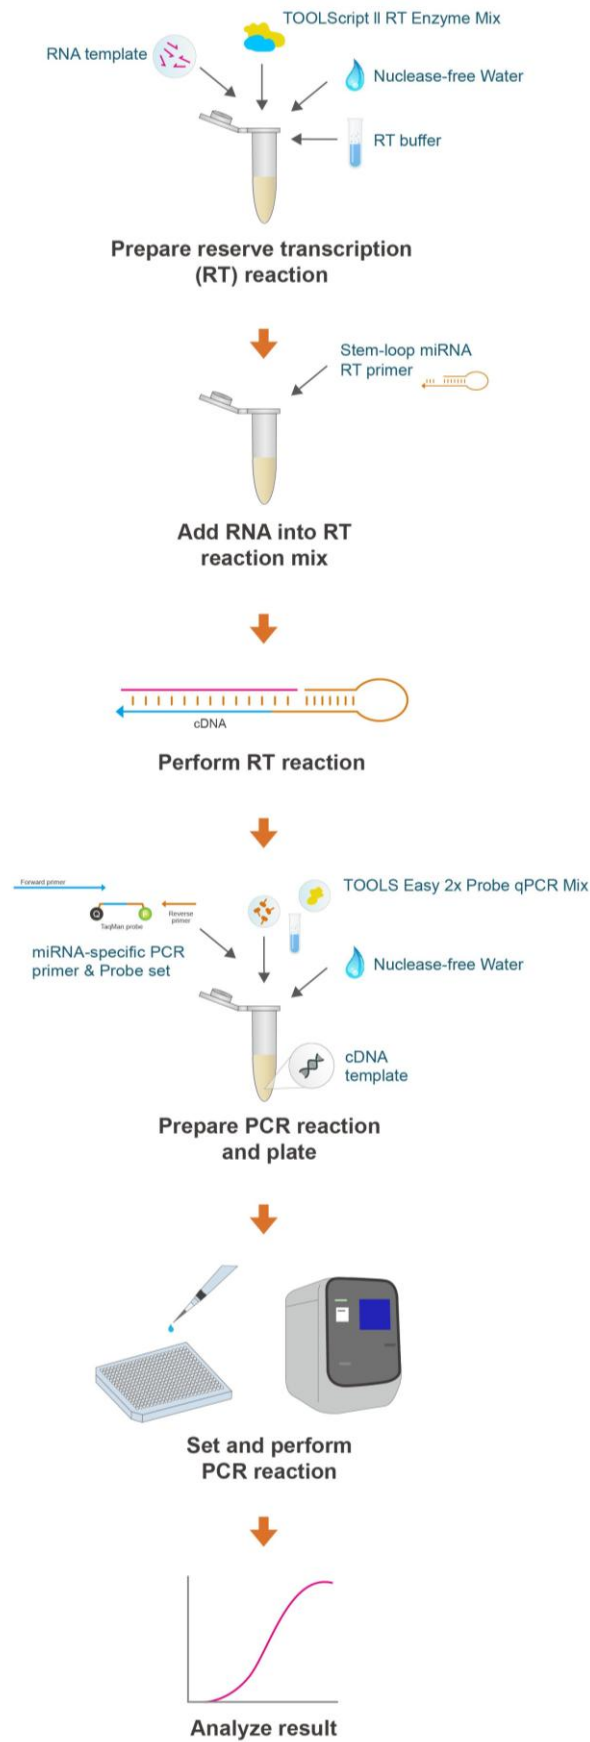 TOOLScript II RT Enzyme Mix
RNA template
Nuclease-free Water
RT buffer
Prepare reserve transcription
(RT) reaction
Stem-loop miRNA
RT primer
Add RNA into RT
reaction mix
cDNA
Perform RT reaction
Forward primer
TOOLS Easy 2x Probe qPCR Mix
Q
TaqMan probe
Reverse
primer
miRNA-specific PCR
primer & Probe set
Nuclease-free Water
cDNA
template
Prepare PCR reaction
and plate
Set and perform
PCR reaction
Analyze result